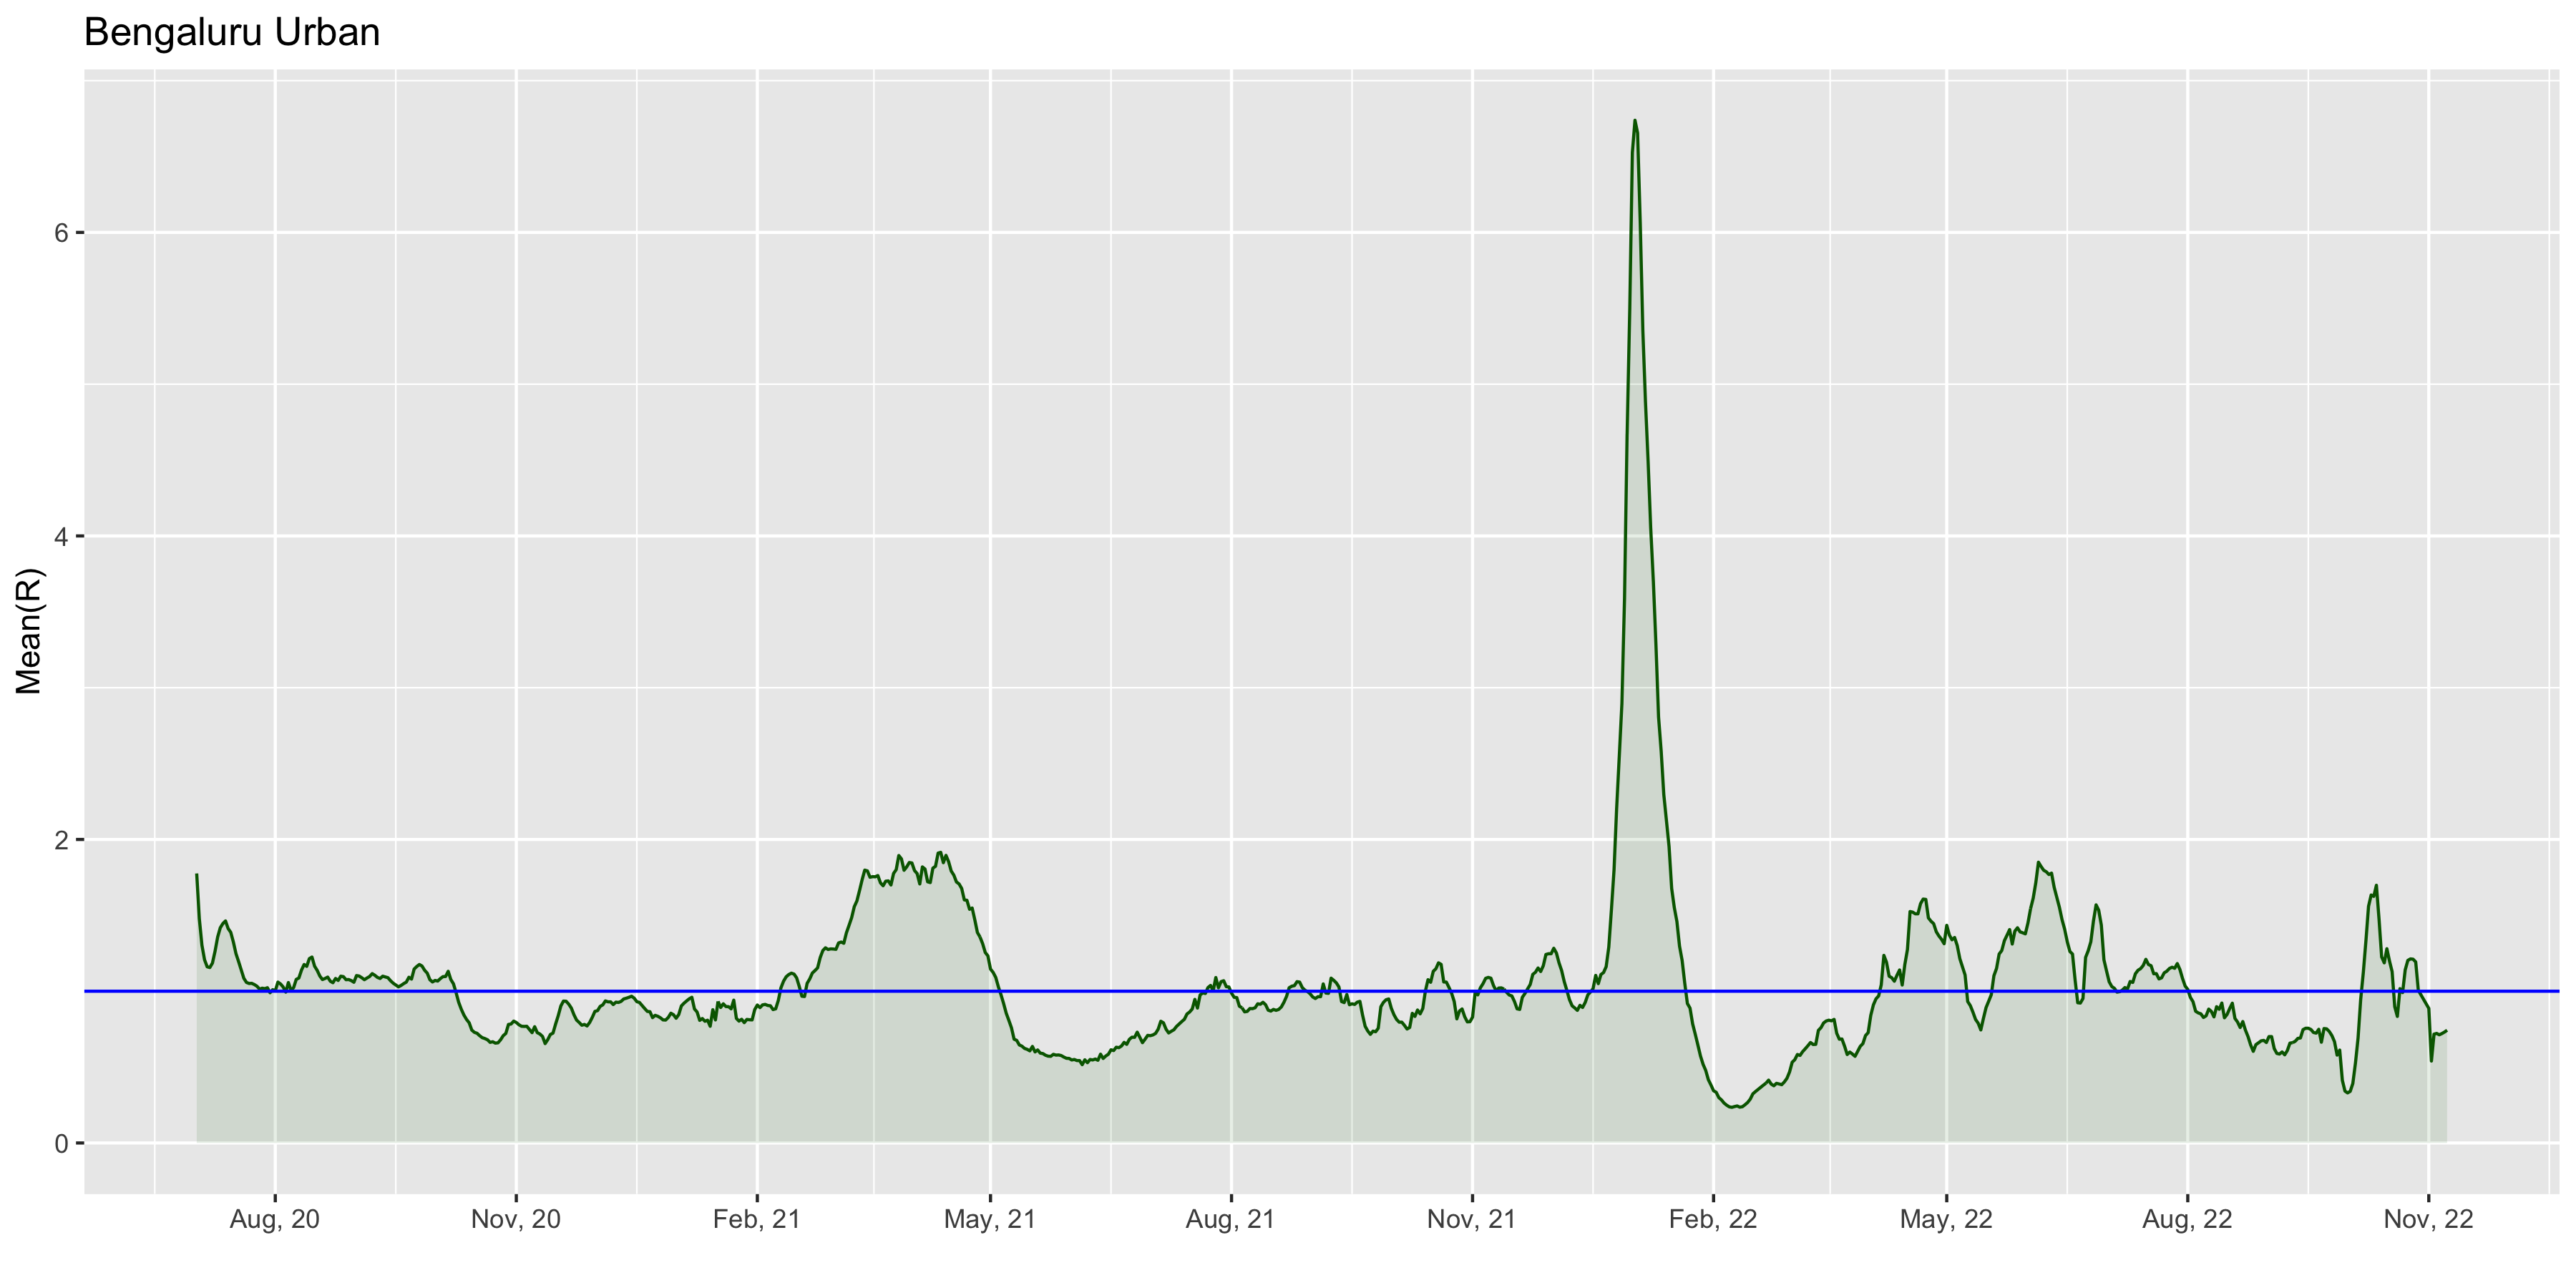 Bengaluru Urban
Mean(R)
6
4
2
0
Aug, 20 Nov, 20 Feb, 21 May, 21 Aug, 21 Nov, 21 Feb, 22 May, 22 Aug, 22 Nov, 22